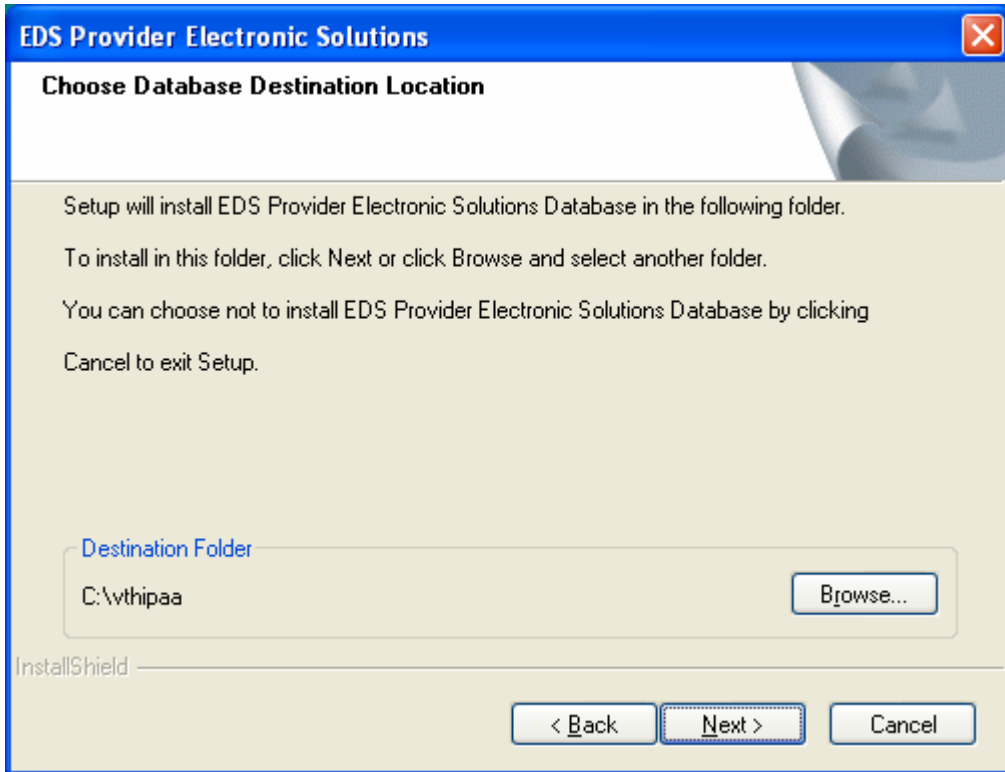 EDS Provider Electronic Solutions
Choose Database Destination Location
Setup will install EDS Provider Electronic Solutions Database in the following folder.
To install in this folder, click Next or click Browse and select another folder.
You can choose not to install EDS Provider Electronic Solutions Database by clicking
Cancel to exit Setup.
Destination Folder
C:\vthipaa
Browse...
InstallShield
< Back
Next >
Cancel